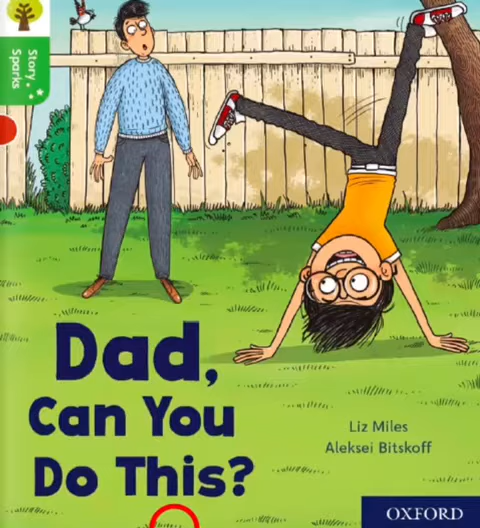 Story
Sparks
Dad,
Can You
Do This?
Liz Miles
Aleksei Bitskoff
OXFORD